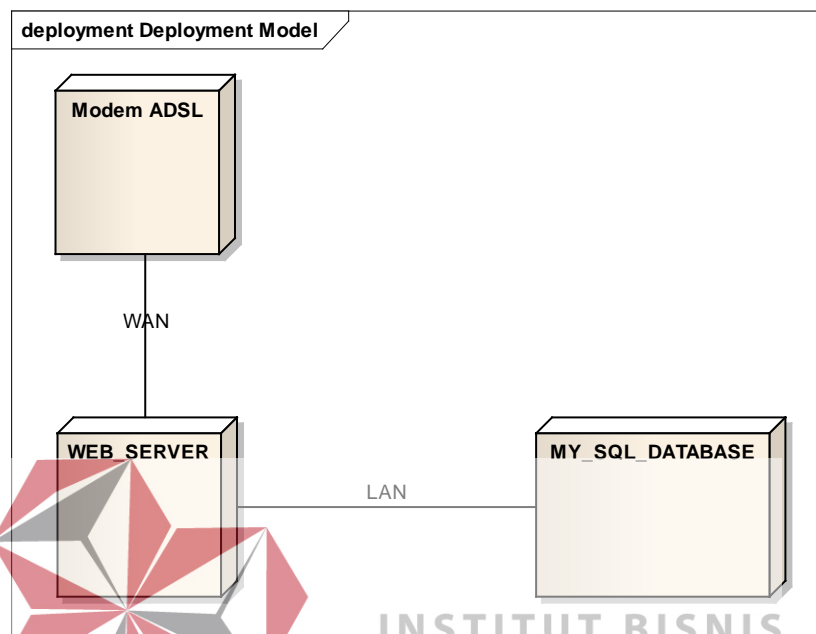 deployment Deployment Model
Modem ADSL
WAN
WEB_SERVER
MY_SQL_DATABASE
LAN
INSTITUT BISNIS